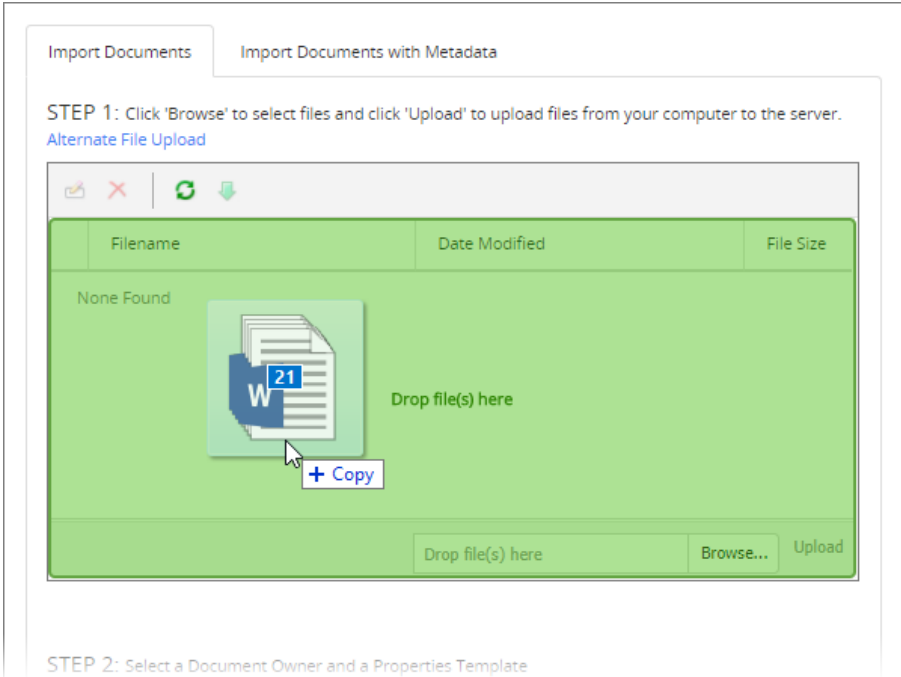 Import Documents
Import Documents with Metadata
STEP 1: Click 'Browse' to select files and click 'Upload' to upload files from your computer to the server.
Alternate File Upload
Filename
Date Modified
File Size
None Found
W
21
Drop file(s) here
+ Copy
Drop file(s) here
Browse...
Upload
STEP 2: Select a Document Owner and a Properties Template